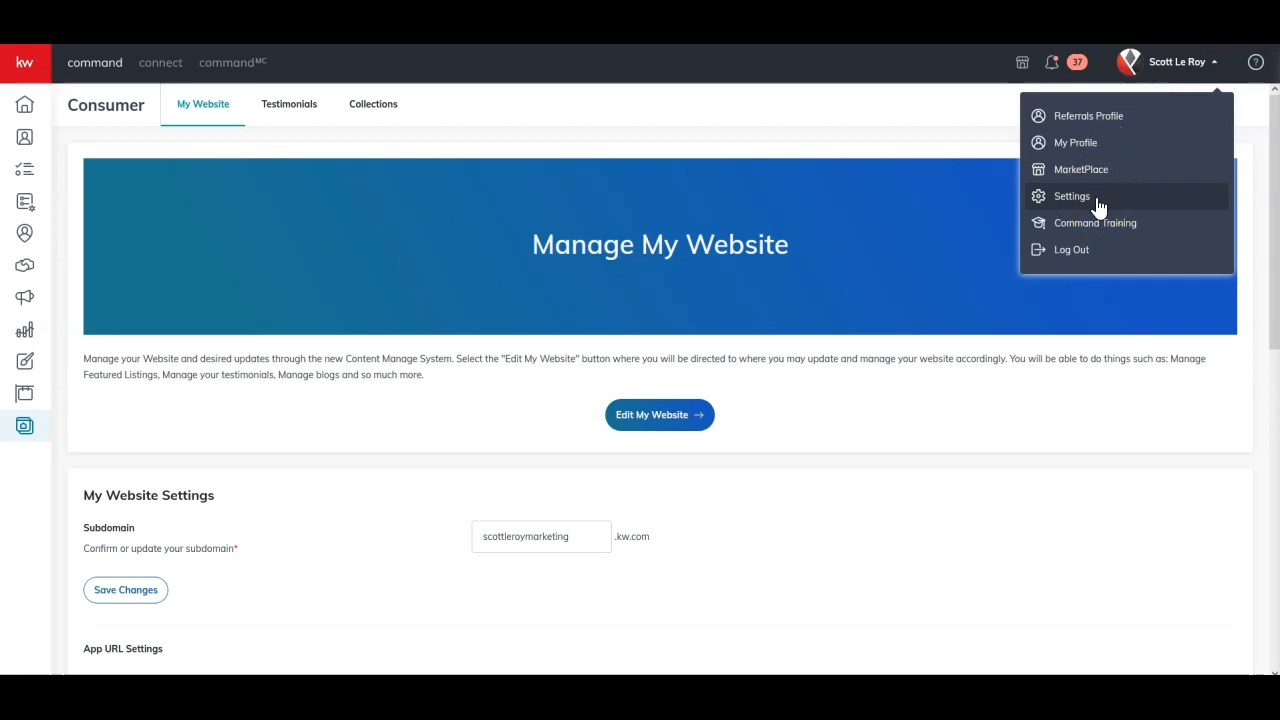 kw
command connect command MC
37
Scott Le Roy
?
Consumer
My Website
Testimonials
Collections
Referrals Profile
My Profile
MarketPlace
Settings
Command Training
Log Out
Manage My Website
Manage your Website and desired updates through the new Content Manage System. Select the "Edit My Website" button where you will be directed to where you may update and manage your website accordingly. You will be able to do things such as: Manage
Featured Listings, Manage your testimonials, Manage blogs and so much more.
Edit My Website →
My Website Settings
Subdomain
Confirm or update your subdomain*
scottleroymarketing .kw.com
Save Changes
App URL Settings